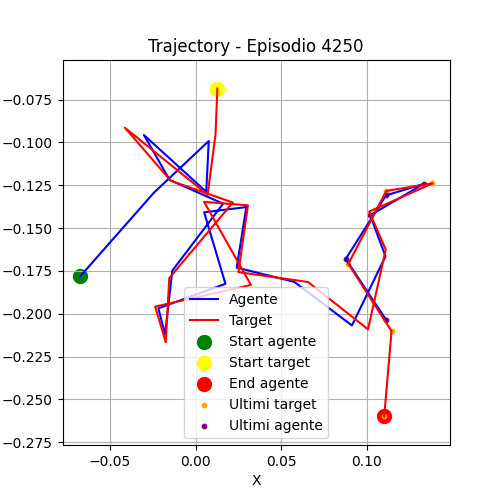 Trajectory - Episodio 4250
−0.075
−0.100
−0.125
−0.150
−0.175
−0.200
−0.225
−0.250
−0.275
Agente
Target
Start agente
Start target
End agente
Ultimi target
Ultimi agente
−0.05
0.00
0.05
0.10
X